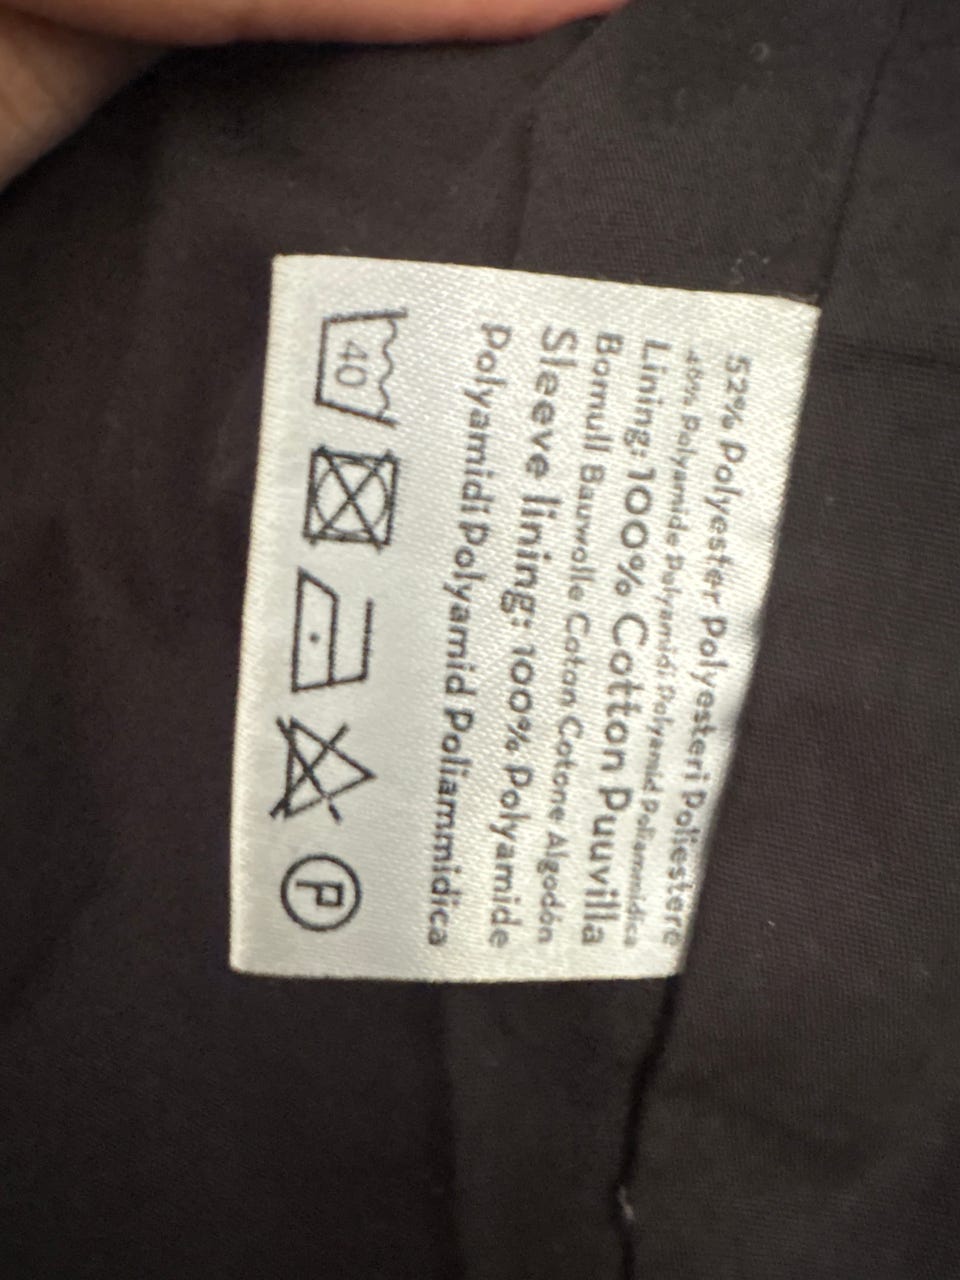 52% Polyester Polyesteri Poliestere
48% Polyamide Polyamidi Polyamid Poliammidica
Lining: 100% Cotton Puuvilla
Bomull Bauwolle Coton Cotone Algodón
Sleeve lining: 100% Polyamide
Polyamidi Polyamid Poliammidica
40
P